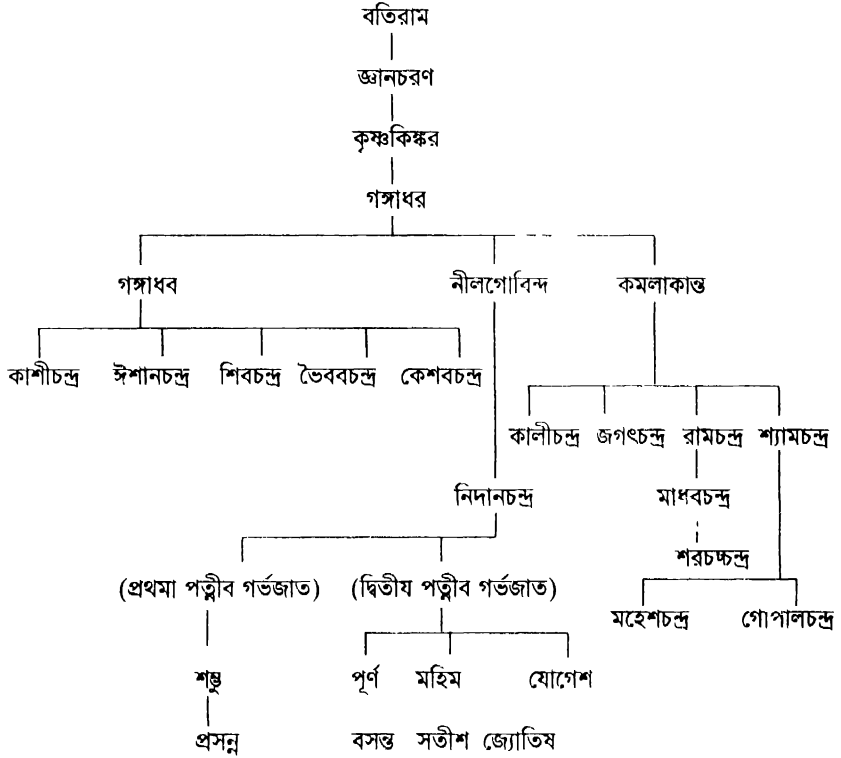 বতিরাম
জ্ঞানচরণ
কৃষ্ণকিঙ্কর
গঙ্গাধর
গঙ্গাধব নীলগোবিন্দ কমলাকান্ত
কাশীচন্দ্র ঈশানচন্দ্র শিবচন্দ্র ভৈববচন্দ্র কেশবচন্দ্র
কালীচন্দ্র জগৎচন্দ্র রামচন্দ্র শ্যামচন্দ্র
নিদানচন্দ্র মাধবচন্দ্র
শরচচ্চন্দ্র
(প্রথমা পত্নীব গর্ভজাত) (দ্বিতীয পত্নীব গর্ভজাত)
মহেশচন্দ্র গোপালচন্দ্র
শম্ভু পূর্ণ মহিম যোগেশ
প্রসন্ন বসন্ত সতীশ জ্যোতিষ